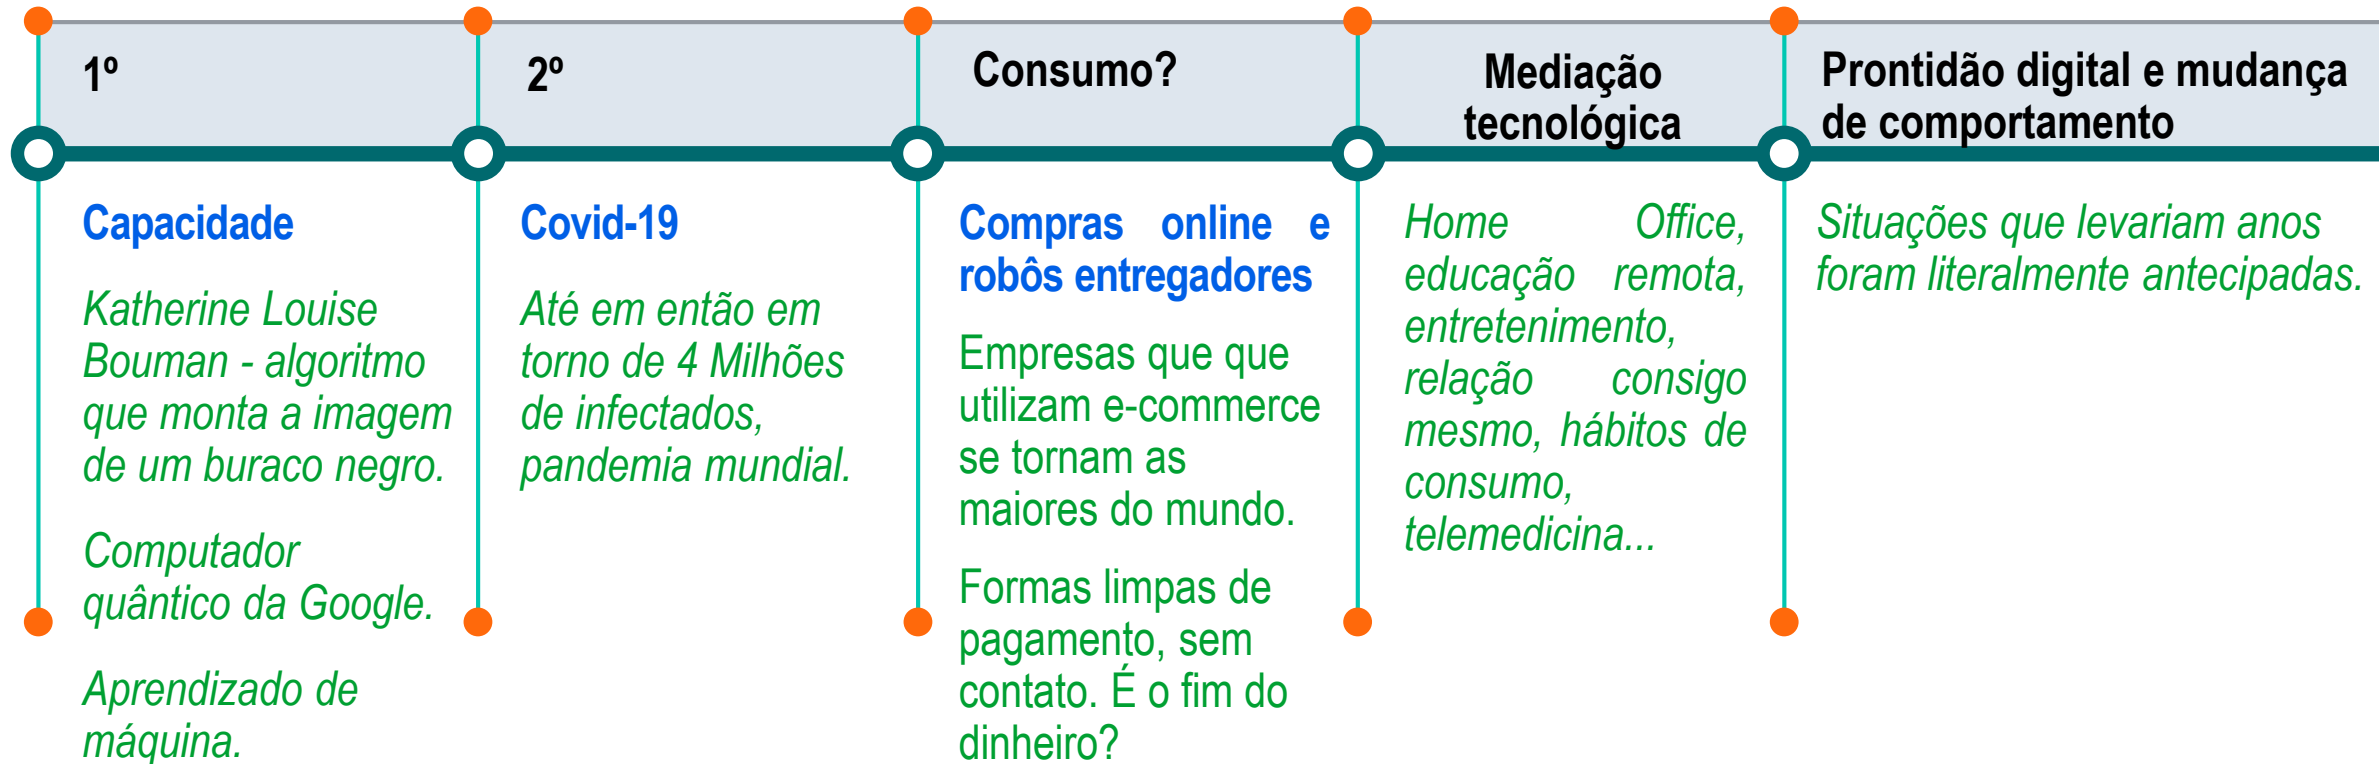 1º
Capacidade
Katherine Louise
Bouman - algoritmo
que monta a imagem
de um buraco negro.
Computador
quântico da Google.
Aprendizado de
máquina.
2º
Covid-19
Até em então em
torno de 4 Milhões
de infectados,
pandemia mundial.
Consumo?
Compras online e
robôs entregadores
Empresas que que
utilizam e-commerce
se tornam as
maiores do mundo.
Formas limpas de
pagamento, sem
contato. É o fim do
dinheiro?
Mediação
tecnológica
Home Office,
educação remota,
entretenimento,
relação consigo
mesmo, hábitos de
consumo,
telemedicina...
Prontidão digital e mudança
de comportamento
Situações que levariam anos
foram literalmente antecipadas.